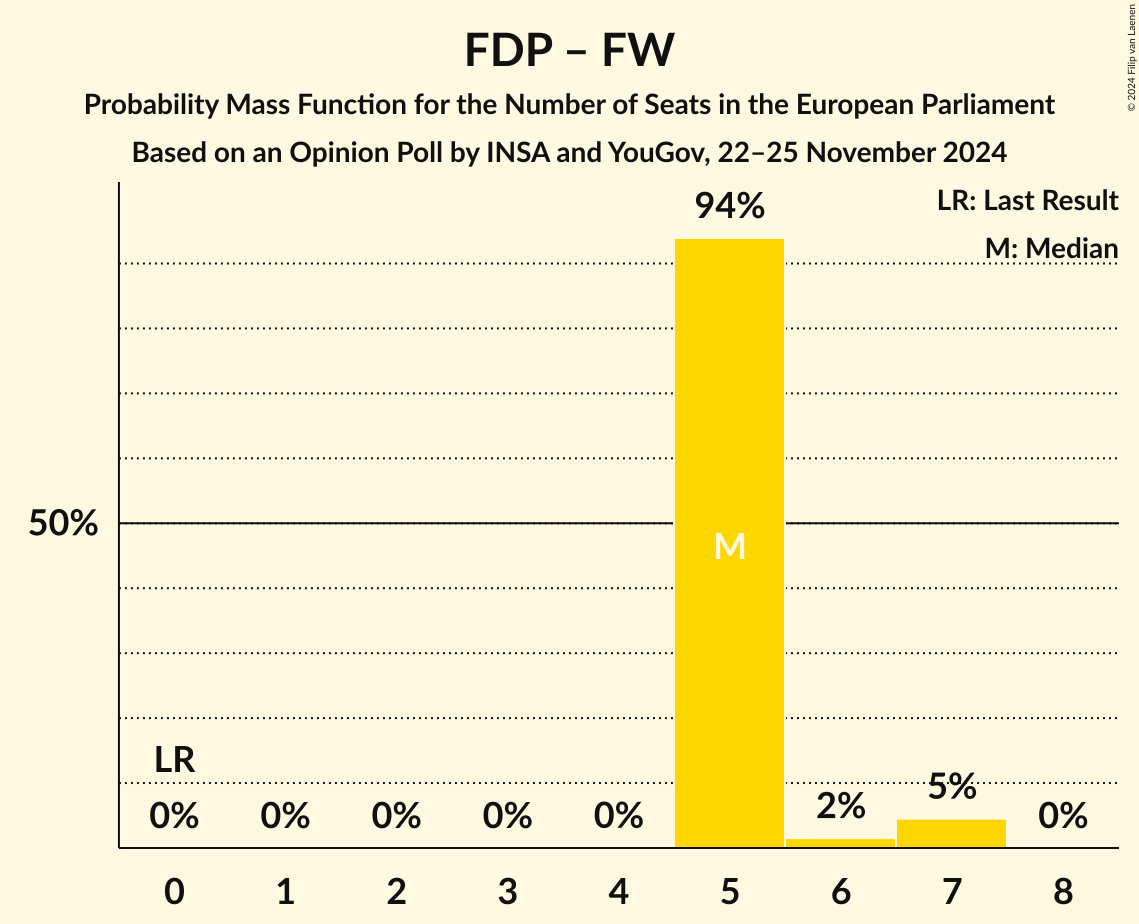 FDP – FW
Probability Mass Function for the Number of Seats in the European Parliament
Based on an Opinion Poll by INSA and YouGov, 22–25 November 2024
© 2024 Filip van Laenen
LR: Last Result
M: Median
94%
50%
M
LR
0% 0% 0% 0% 0% 2% 5% 0%
0 1 2 3 4 5 6 7 8